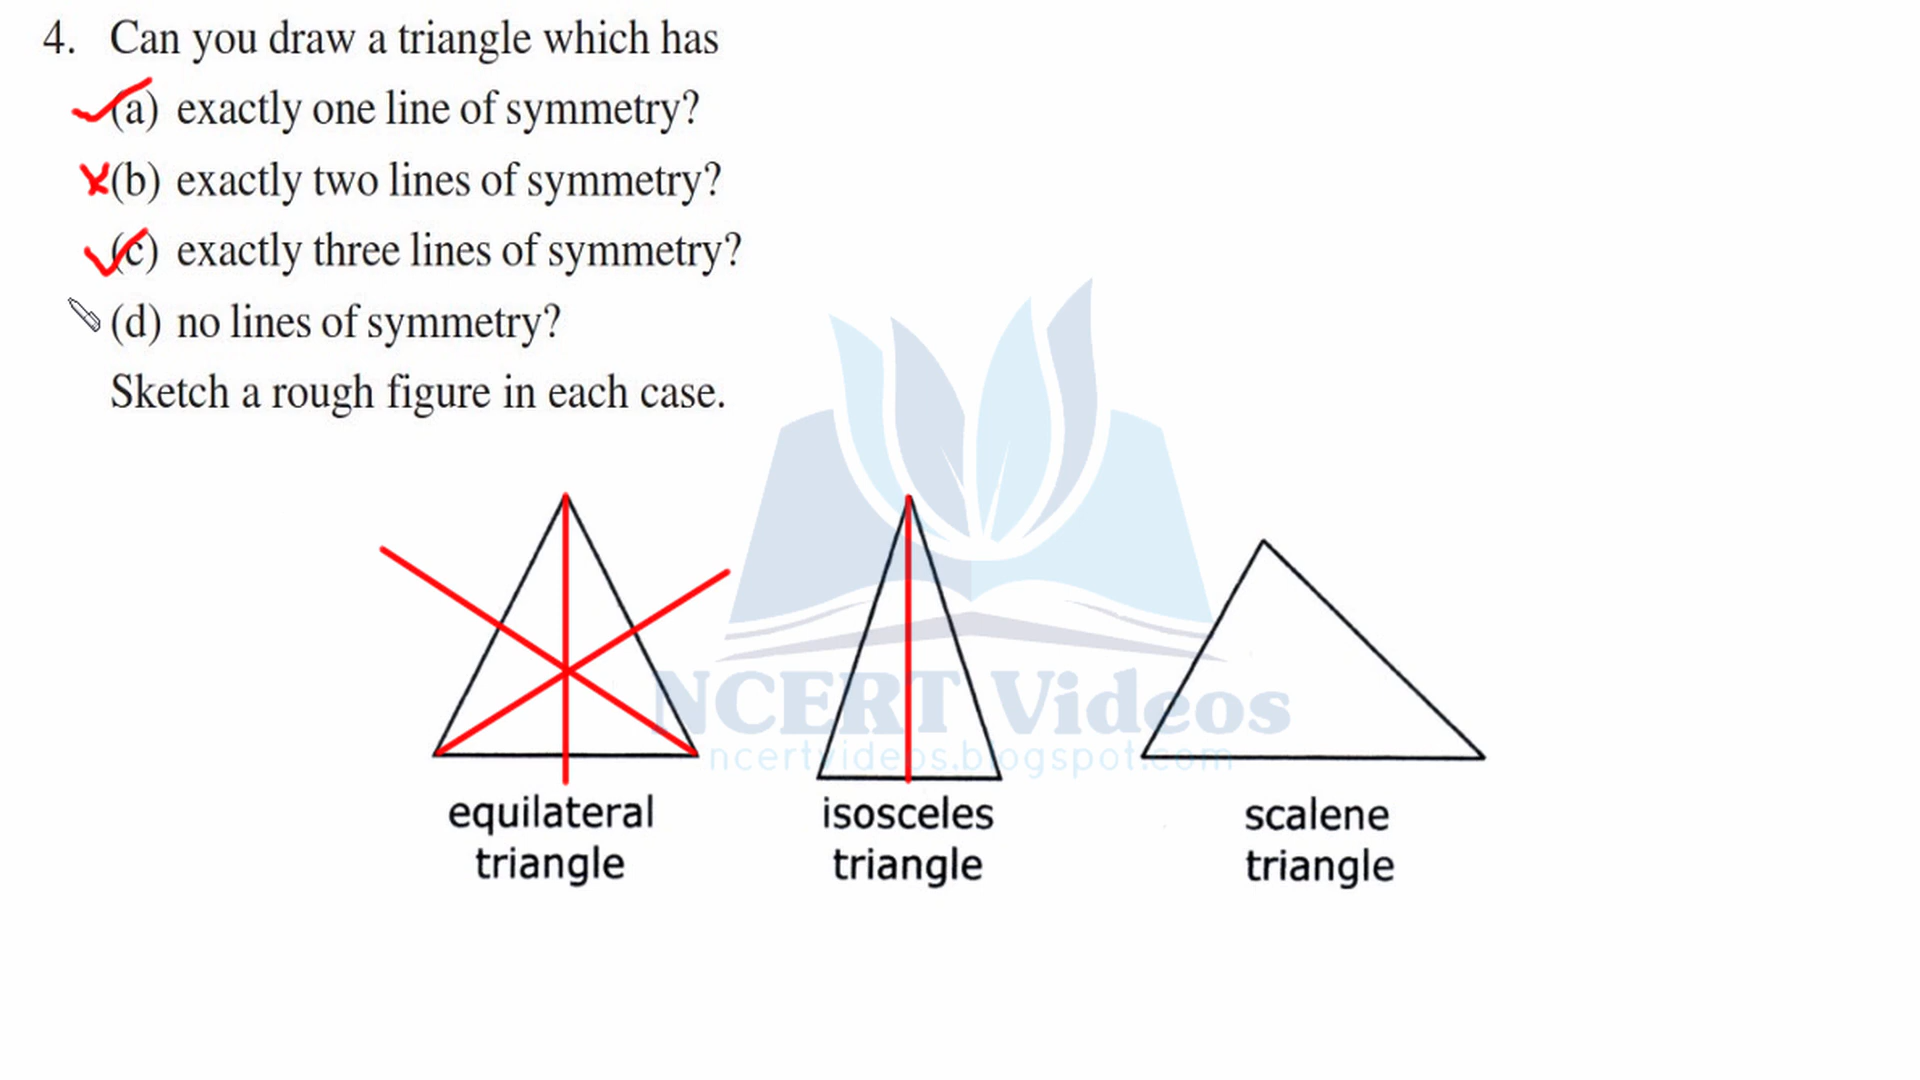 4. Can you draw a triangle which has
(a) exactly one line of symmetry?
(b) exactly two lines of symmetry?
(c) exactly three lines of symmetry?
(d) no lines of symmetry?
Sketch a rough figure in each case.
NCERT Videos
ncertvideos.blogspot.com
equilateral
triangle
isosceles
triangle
scalene
triangle